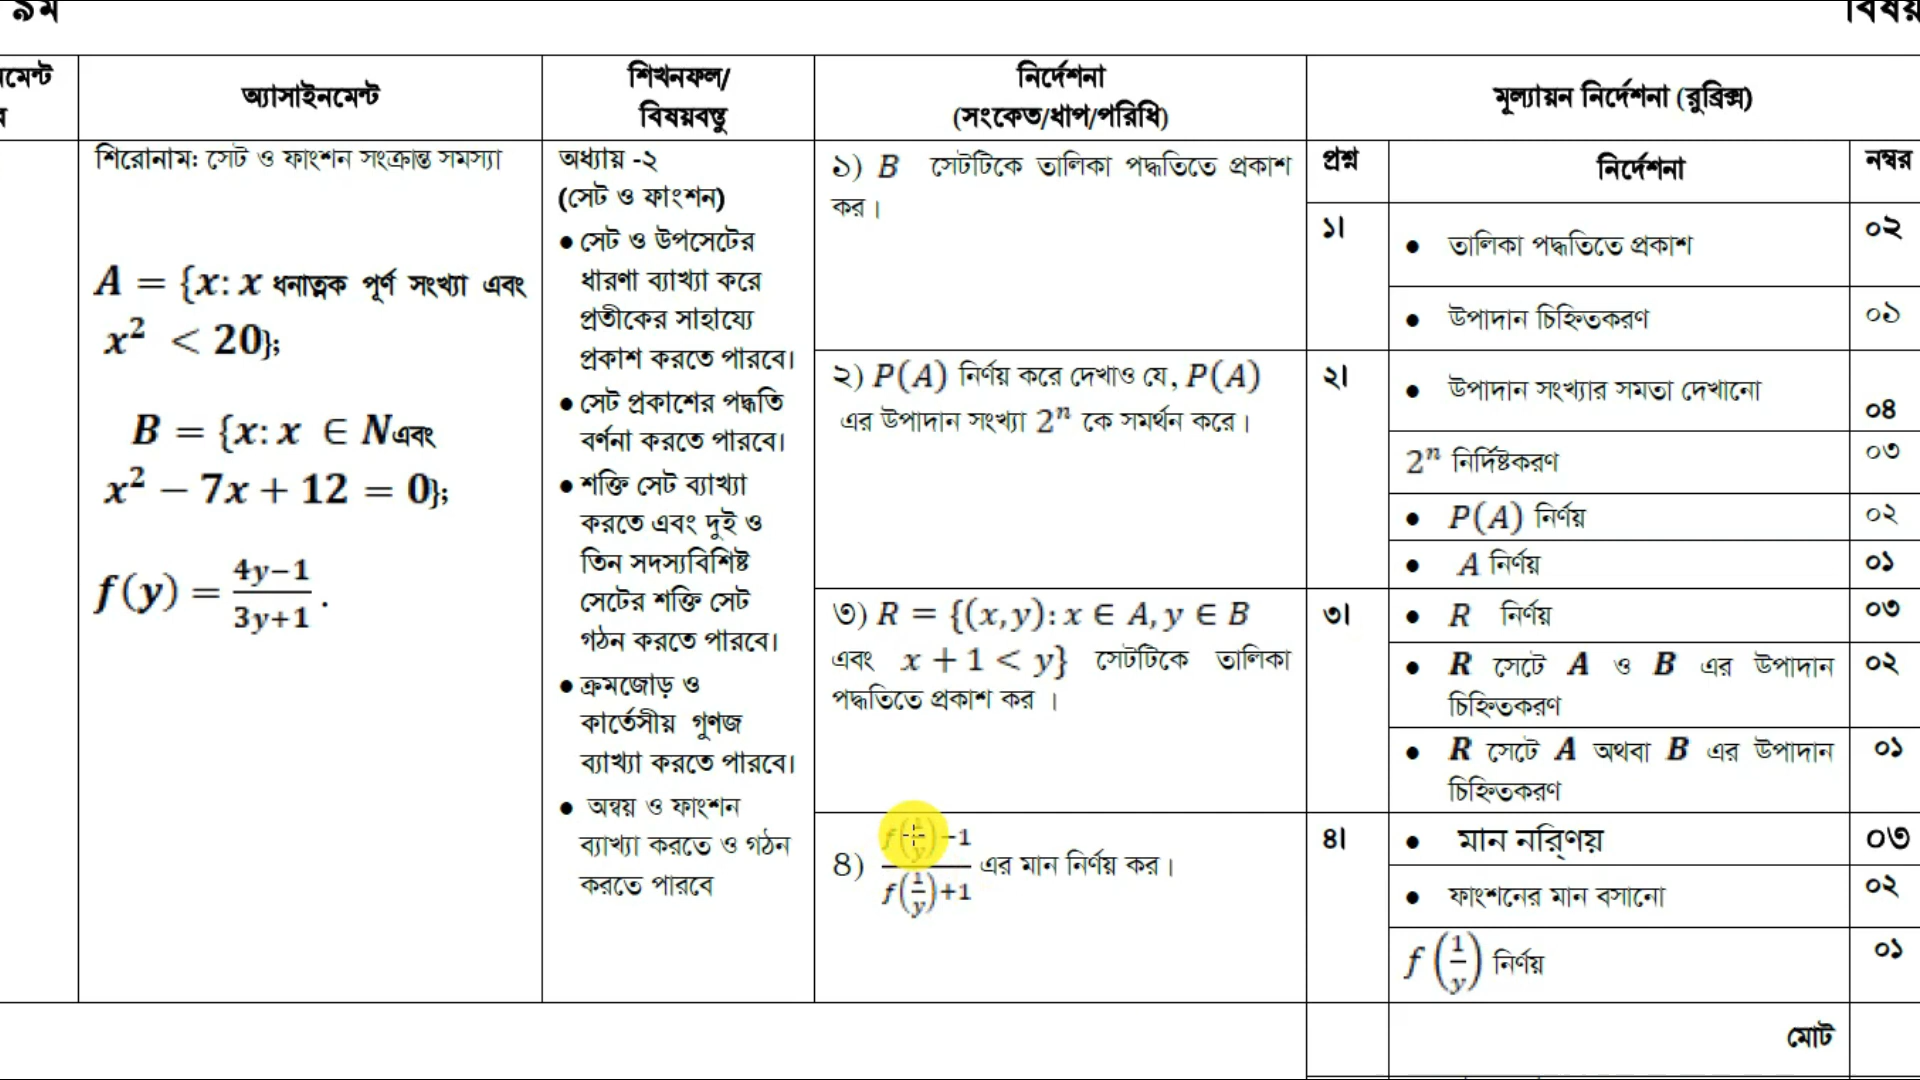 ৯ম
বিষয়
অ্যাসাইনমেন্ট
শিখনফল/
বিষয়বস্তু
নির্দেশনা
(সংকেত/ধাপ/পরিধি)
মূল্যায়ন নির্দেশনা (রুব্রিক্স)
শিরোনাম: সেট ও ফাংশন সংক্রান্ত সমস্যা
A = {x: x ধনাত্নক পূর্ণ সংখ্যা এবং
x² < 20};
B = {x: x ∈ N এবং
x² − 7x + 12 = 0};
f(y) = (4y−1)/(3y+1) .
অধ্যায় -২
(সেট ও ফাংশন)
● সেট ও উপসেটের
ধারণা ব্যাখ্যা করে
প্রতীকের সাহায্যে
প্রকাশ করতে পারবে।
● সেট প্রকাশের পদ্ধতি
বর্ণনা করতে পারবে।
● শক্তি সেট ব্যাখ্যা
করতে এবং দুই ও
তিন সদস্যবিশিষ্ট
সেটের শক্তি সেট
গঠন করতে পারবে।
● ক্রমজোড় ও
কার্তেসীয় গুণজ
ব্যাখ্যা করতে পারবে।
● অন্বয় ও ফাংশন
ব্যাখ্যা করতে ও গঠন
করতে পারবে
১) B সেটটিকে তালিকা পদ্ধতিতে প্রকাশ
কর।
২) P(A) নির্ণয় করে দেখাও যে, P(A)
এর উপাদান সংখ্যা 2ⁿ কে সমর্থন করে।
৩) R = {(x, y): x ∈ A, y ∈ B
এবং x + 1 < y} সেটটিকে তালিকা
পদ্ধতিতে প্রকাশ কর ।
8) (f(1/y)−1)/(f(1/y)+1) এর মান নির্ণয় কর।
প্রশ্ন নির্দেশনা নম্বর
১। ● তালিকা পদ্ধতিতে প্রকাশ ০২
● উপাদান চিহ্নিতকরণ ০১
২। ● উপাদান সংখ্যার সমতা দেখানো ০৪
2ⁿ নির্দিষ্টকরণ ০৩
● P(A) নির্ণয় ০২
● A নির্ণয় ০১
৩। ● R নির্ণয় ০৩
● R সেটে A ও B এর উপাদান ০২
চিহ্নিতকরণ
● R সেটে A অথবা B এর উপাদান ০১
চিহ্নিতকরণ
৪। ● মান নর্িণয় ০৩
● ফাংশনের মান বসানো ০২
f(1/y) নির্ণয় ০১
মোট